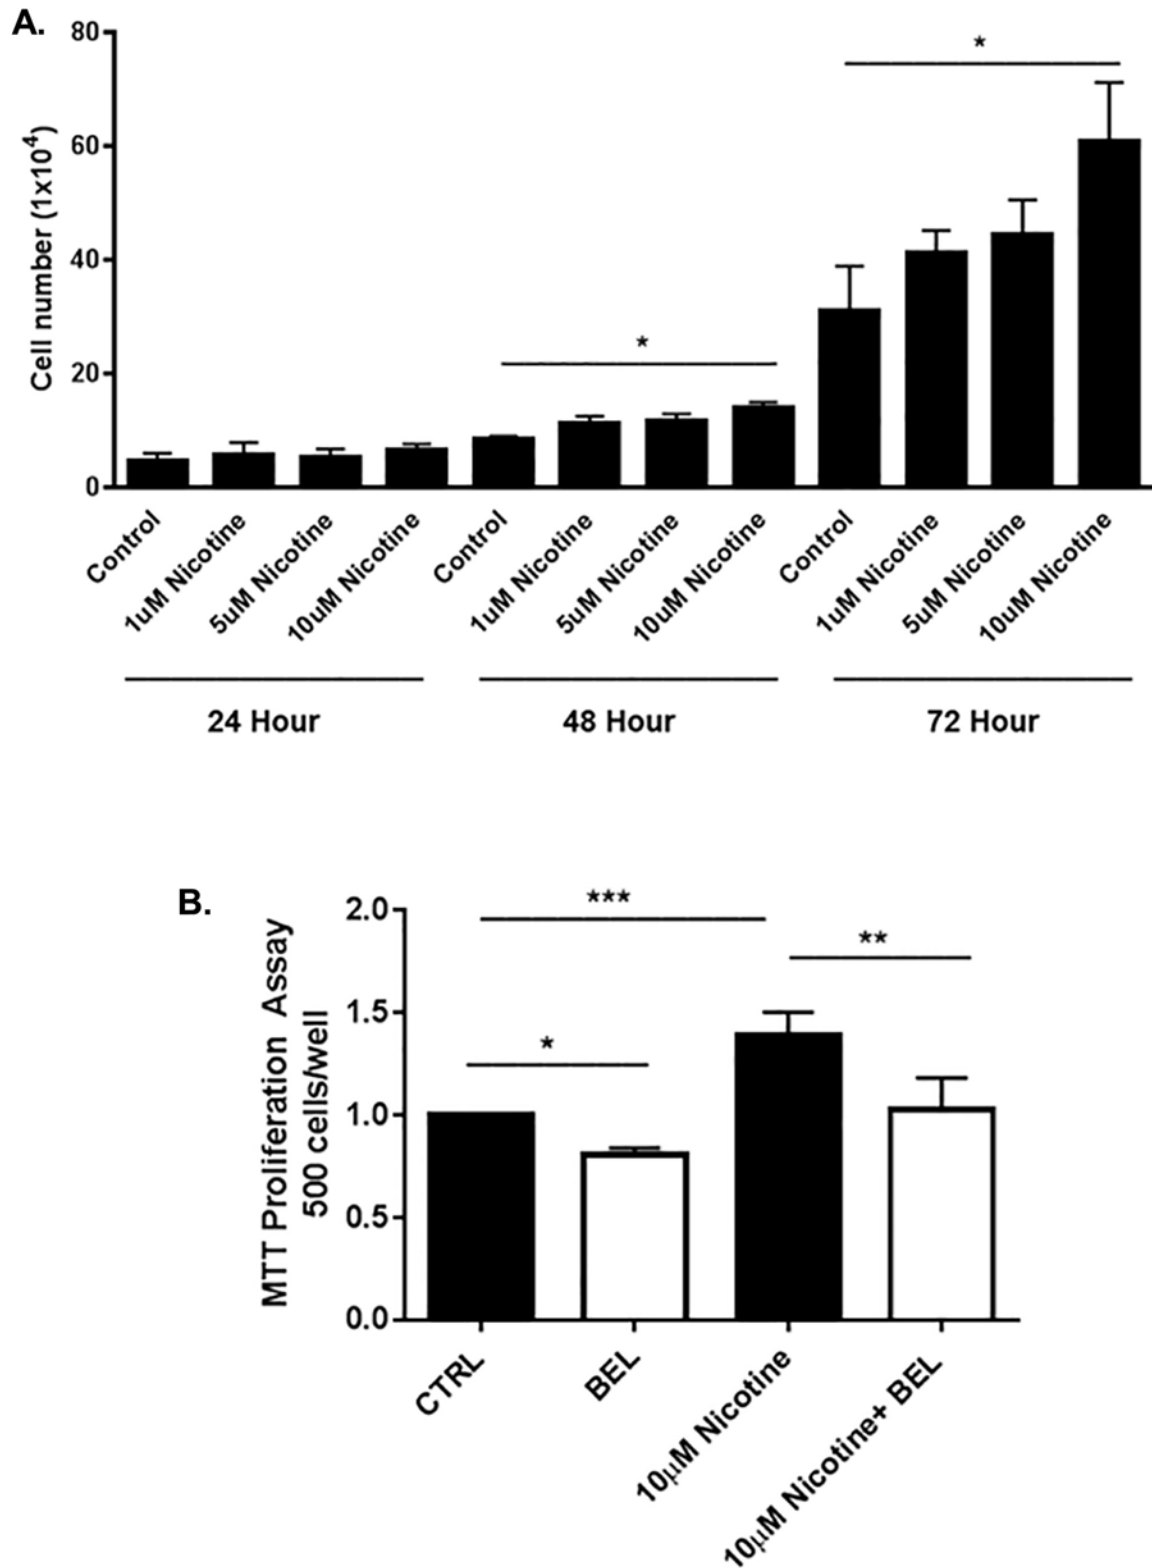 A.
80
60
40
20
0
Cell number (1x10⁴)
*
*
Control
1uM Nicotine
5uM Nicotine
10uM Nicotine
Control
1uM Nicotine
5uM Nicotine
10uM Nicotine
Control
1uM Nicotine
5uM Nicotine
10uM Nicotine
24 Hour
48 Hour
72 Hour
B.
MTT Proliferation Assay
500 cells/well
2.0
1.5
1.0
0.5
0.0
***
**
*
CTRL
BEL
10μM Nicotine
10μM Nicotine+ BEL